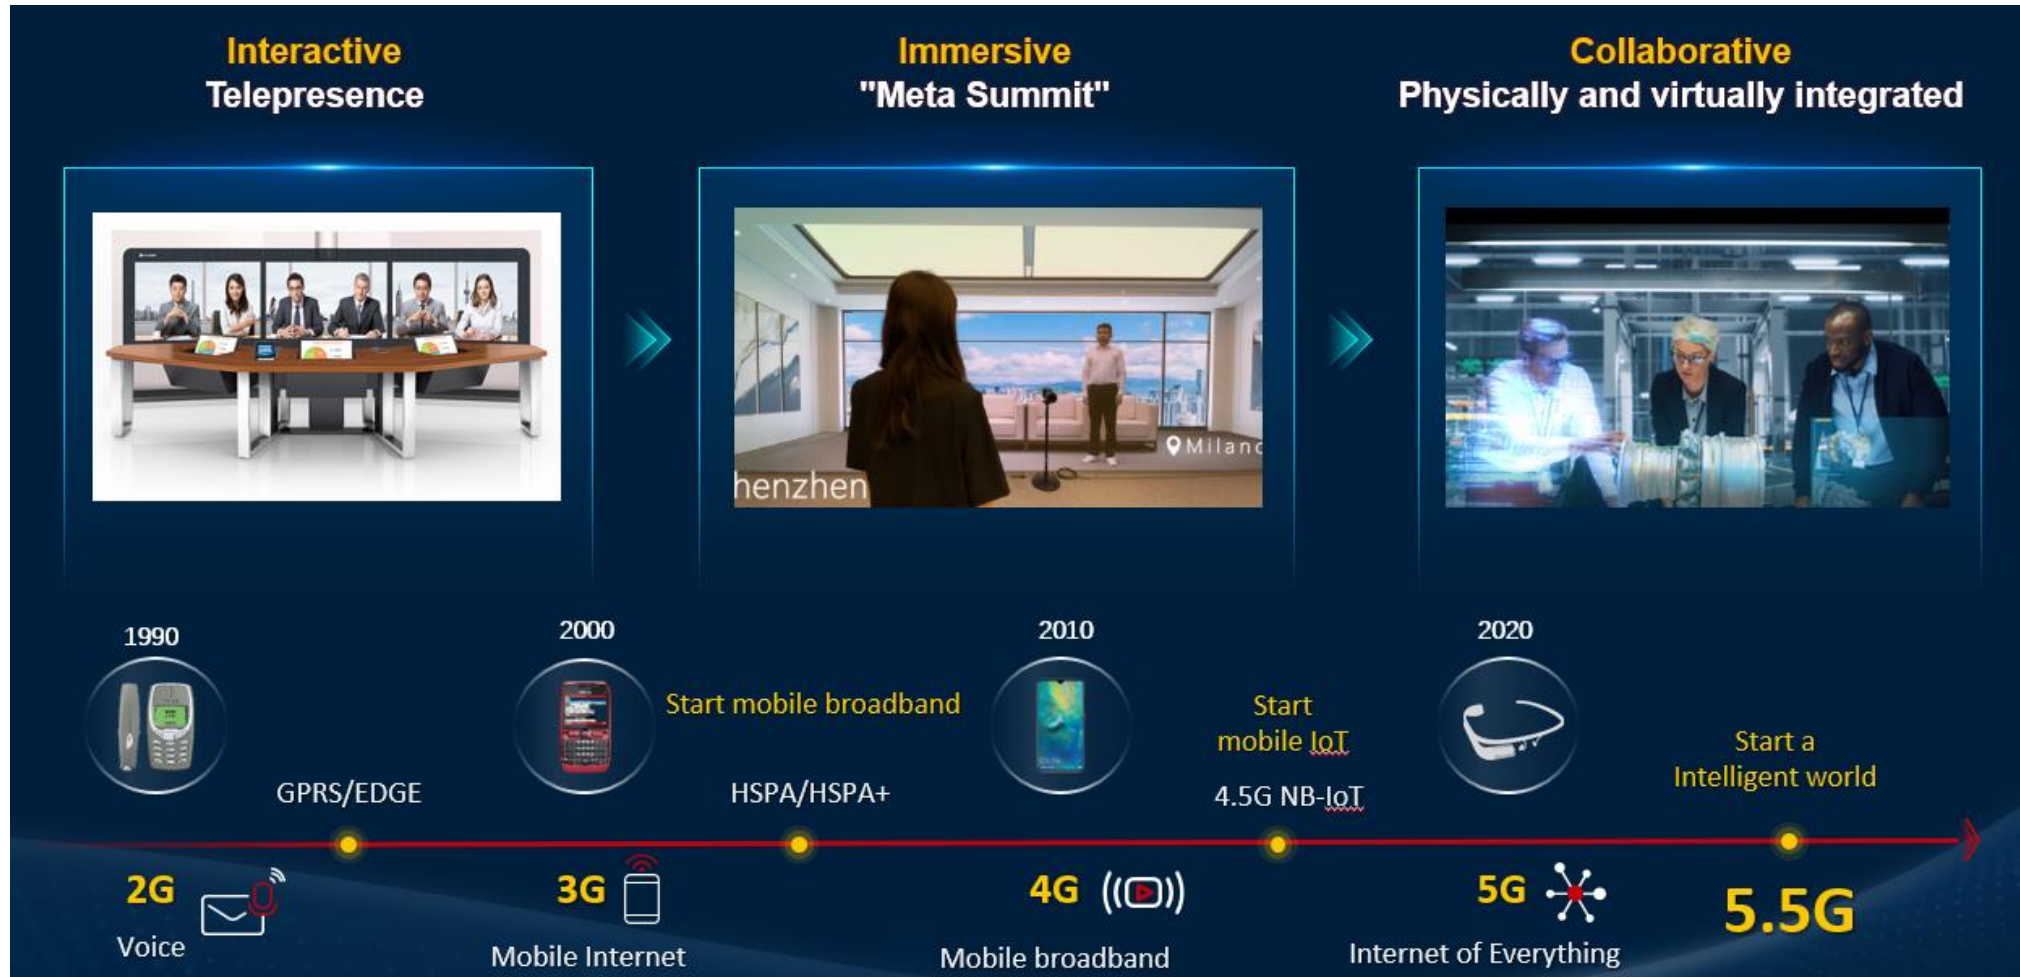 Interactive
Telepresence
Immersive
"Meta Summit"
Collaborative
Physically and virtually integrated
henzhen
Milano
1990
2000
2010
2020
Start mobile broadband
Start
mobile IoT
Start a
Intelligent world
GPRS/EDGE
HSPA/HSPA+
4.5G NB-IoT
2G
3G
4G
5G
5.5G
Voice
Mobile Internet
Mobile broadband
Internet of Everything